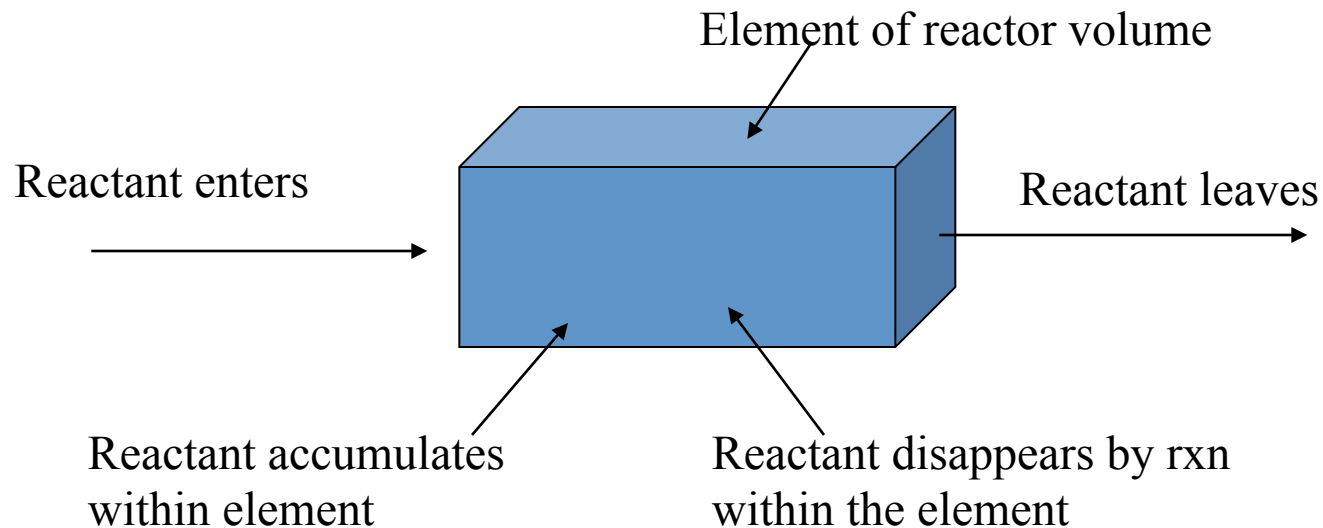 Element of reactor volume
Reactant enters
Reactant leaves
Reactant accumulates
within element
Reactant disappears by rxn
within the element